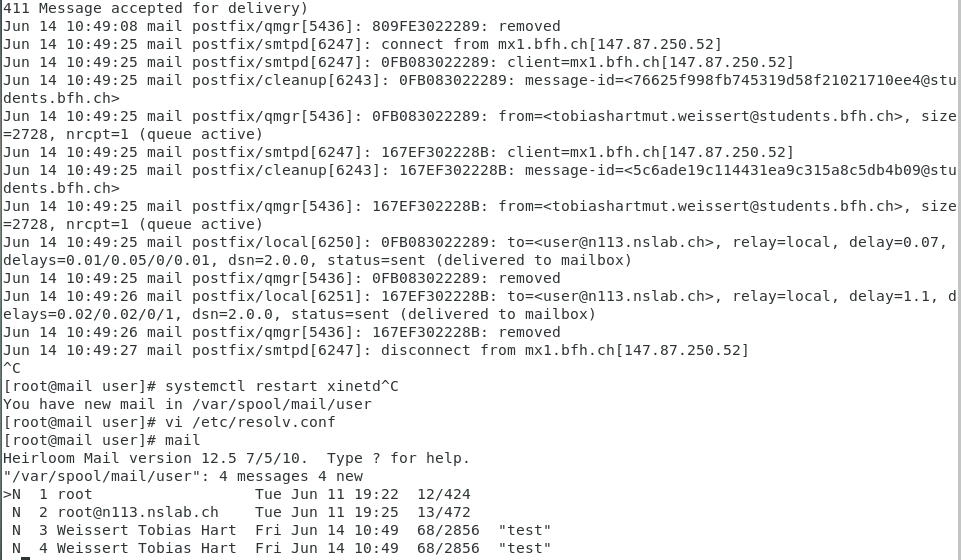 411 Message accepted for delivery)
Jun 14 10:49:08 mail postfix/qmgr[5436]: 809FE3022289: removed
Jun 14 10:49:25 mail postfix/smtpd[6247]: connect from mx1.bfh.ch[147.87.250.52]
Jun 14 10:49:25 mail postfix/smtpd[6247]: 0FB083022289: client=mx1.bfh.ch[147.87.250.52]
Jun 14 10:49:25 mail postfix/cleanup[6243]: 0FB083022289: message-id=<76625f998fb745319d58f21021710ee4@stu
dents.bfh.ch>
Jun 14 10:49:25 mail postfix/qmgr[5436]: 0FB083022289: from=<tobiashartmut.weissert@students.bfh.ch>, size
=2728, nrcpt=1 (queue active)
Jun 14 10:49:25 mail postfix/smtpd[6247]: 167EF302228B: client=mx1.bfh.ch[147.87.250.52]
Jun 14 10:49:25 mail postfix/cleanup[6243]: 167EF302228B: message-id=<5c6ade19c114431ea9c315a8c5db4b09@stu
dents.bfh.ch>
Jun 14 10:49:25 mail postfix/qmgr[5436]: 167EF302228B: from=<tobiashartmut.weissert@students.bfh.ch>, size
=2728, nrcpt=1 (queue active)
Jun 14 10:49:25 mail postfix/local[6250]: 0FB083022289: to=<user@n113.nslab.ch>, relay=local, delay=0.07,
delays=0.01/0.05/0/0.01, dsn=2.0.0, status=sent (delivered to mailbox)
Jun 14 10:49:25 mail postfix/qmgr[5436]: 0FB083022289: removed
Jun 14 10:49:26 mail postfix/local[6251]: 167EF302228B: to=<user@n113.nslab.ch>, relay=local, delay=1.1, d
elays=0.02/0.02/0/1, dsn=2.0.0, status=sent (delivered to mailbox)
Jun 14 10:49:26 mail postfix/qmgr[5436]: 167EF302228B: removed
Jun 14 10:49:27 mail postfix/smtpd[6247]: disconnect from mx1.bfh.ch[147.87.250.52]
^C
[root@mail user]# systemctl restart xinetd^C
You have new mail in /var/spool/mail/user
[root@mail user]# vi /etc/resolv.conf
[root@mail user]# mail
Heirloom Mail version 12.5 7/5/10.  Type ? for help.
"/var/spool/mail/user": 4 messages 4 new
>N  1 root                  Tue Jun 11 19:22  12/424
 N  2 root@n113.nslab.ch    Tue Jun 11 19:25  13/472
 N  3 Weissert Tobias Hart  Fri Jun 14 10:49  68/2856  "test"
 N  4 Weissert Tobias Hart  Fri Jun 14 10:49  68/2856  "test"